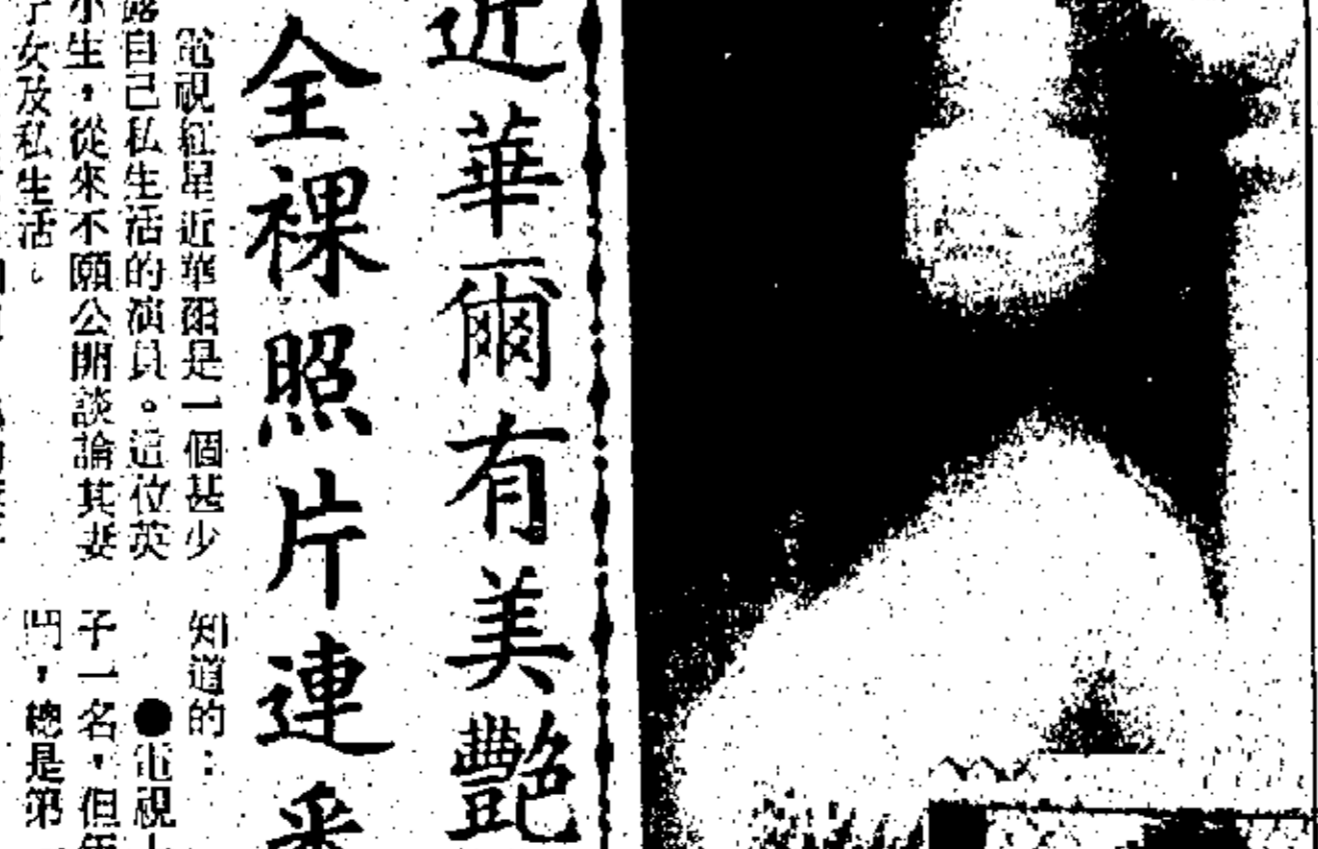 近華爾有美艷
全裸照片連
電視紅星近華爾是一個甚少
露自己私生活的演員。這位英
小生,從來不願公開談論其妻
子女及私生活。
知道的:
●電視
子一名,但
鬥,總是第